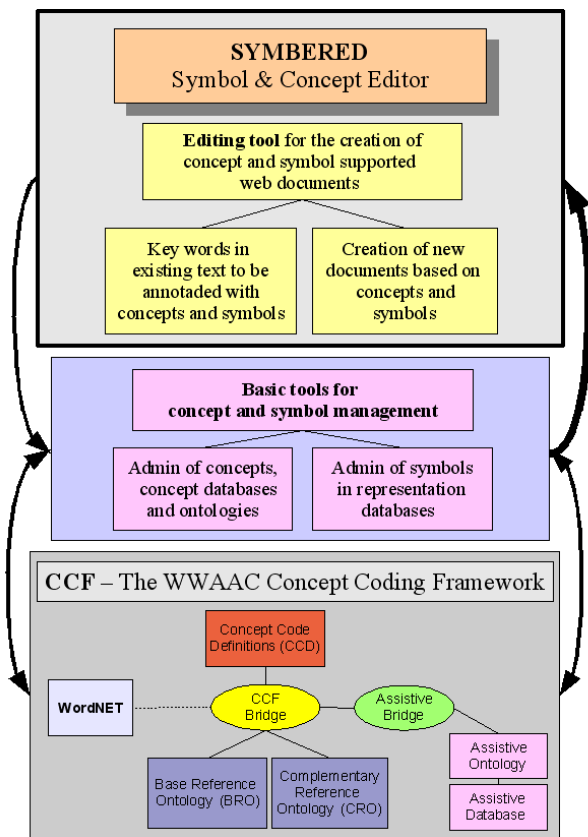 SYMBERED
Symbol & Concept Editor
Editing tool for the creation of
concept and symbol supported
web documents
Key words in
existing text to be
annotaded with
concepts and symbols
Creation of new
documents based on
concepts and
symbols
Basic tools for
concept and symbol management
Admin of concepts,
concept databases
and ontologies
Admin of symbols
in representation
databases
CCF – The WWAAC Concept Coding Framework
Concept Code
Definitions (CCD)
WordNET
CCF
Bridge
Assistive
Bridge
Base Reference
Ontology (BRO)
Complementary
Reference
Ontology (CRO)
Assistive
Ontology
Assistive
Database